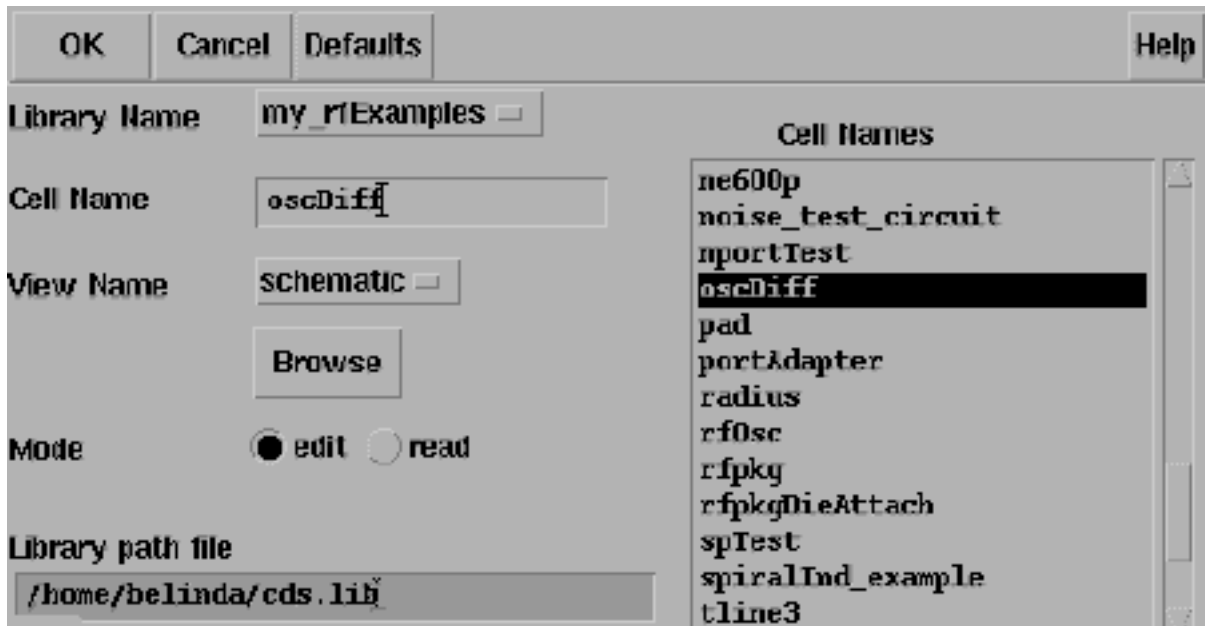 OK Cancel Defaults Help
Library Name my_rfExamples
Cell Name oscDiff
View Name schematic
Browse
Mode edit read
Library path file
/home/belinda/cds.lib
Cell Names
ne600p
noise_test_circuit
nportTest
oscDiff
pad
portAdapter
radius
rfOsc
rfpkg
rfpkgDieAttach
spTest
spiralInd_example
tline3